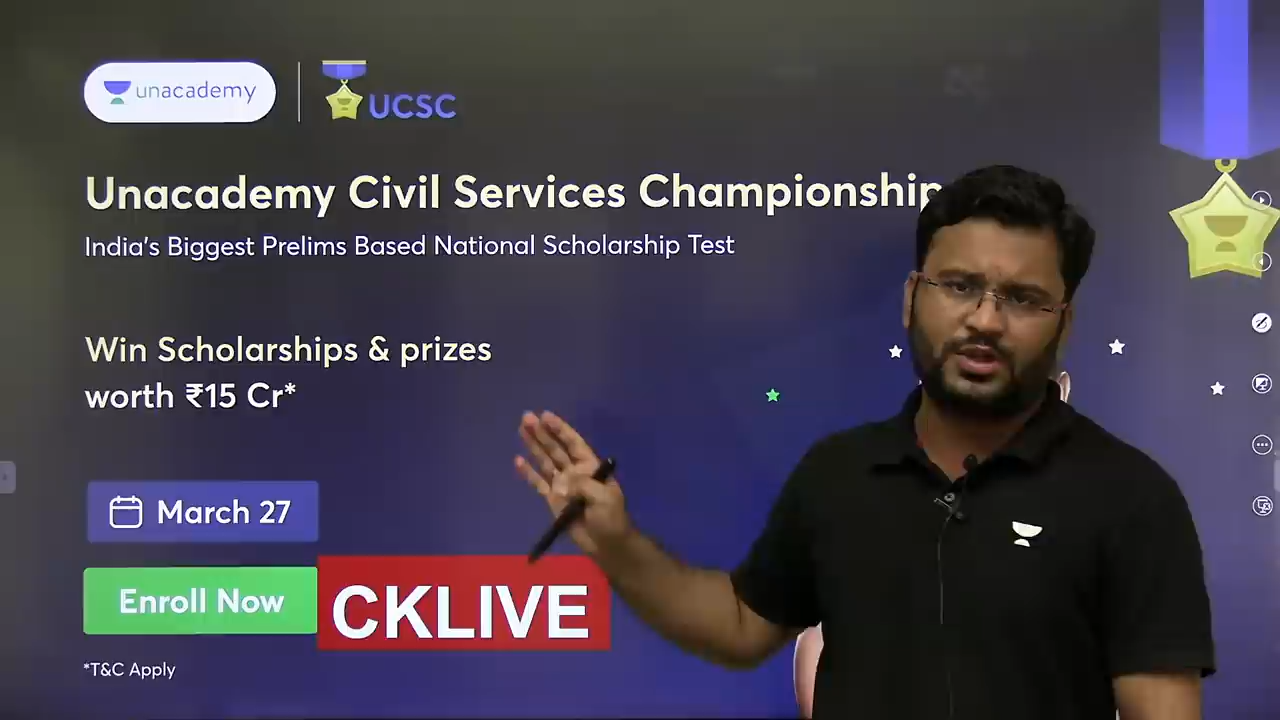 unacademy
UCSC
Unacademy Civil Services Championship
India's Biggest Prelims Based National Scholarship Test
Win Scholarships & prizes
worth ₹15 Cr*
March 27
Enroll Now
CKLIVE
*T&C Apply